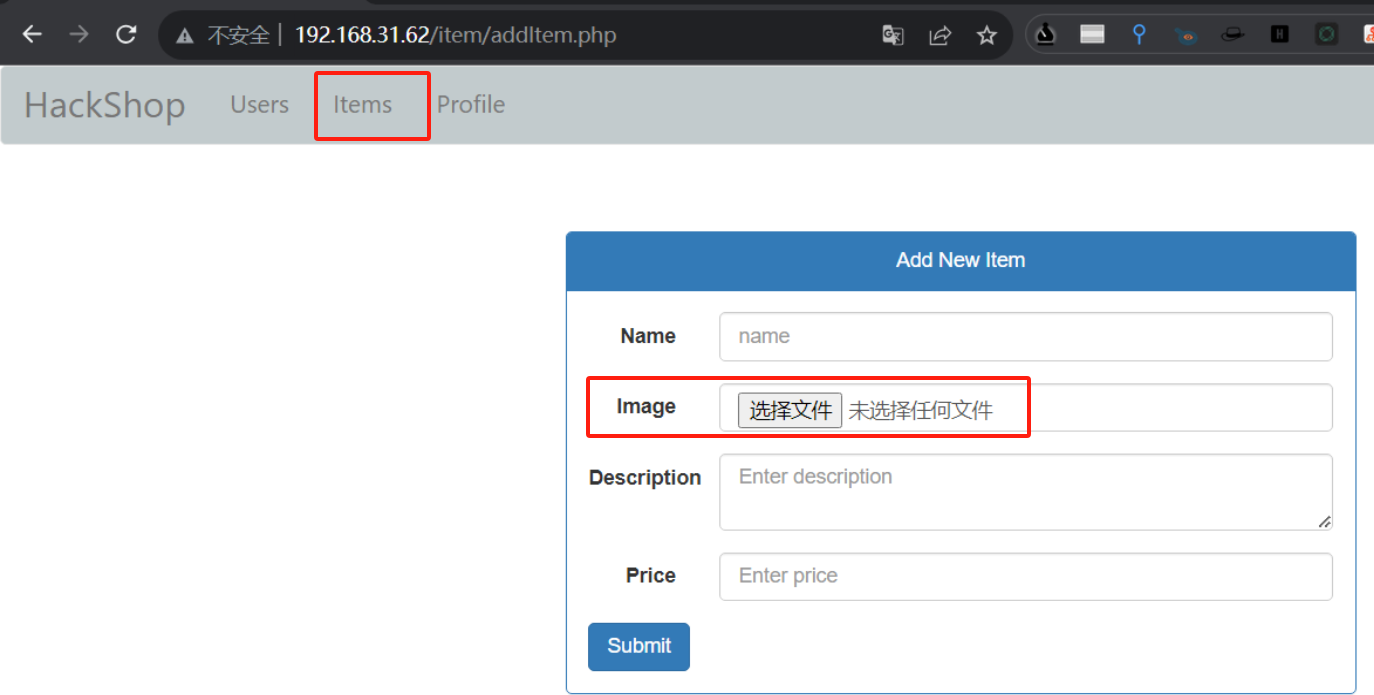 不安全 | 192.168.31.62/item/addItem.php
HackShop Users Items Profile
Add New Item
Name name
Image 选择文件 未选择任何文件
Description Enter description
Price Enter price
Submit